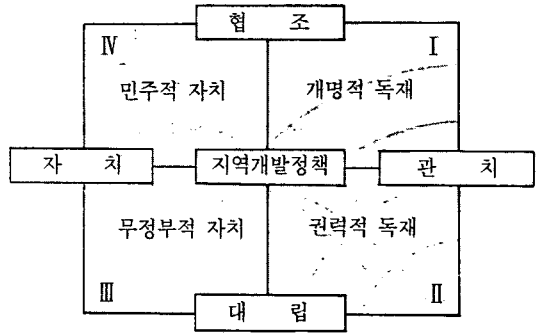 협 조
Ⅳ Ⅰ
민주적 자치 개명적 독재
자 치 지역개발정책 관 치
무정부적 자치 권력적 독재
Ⅲ Ⅱ
대 립